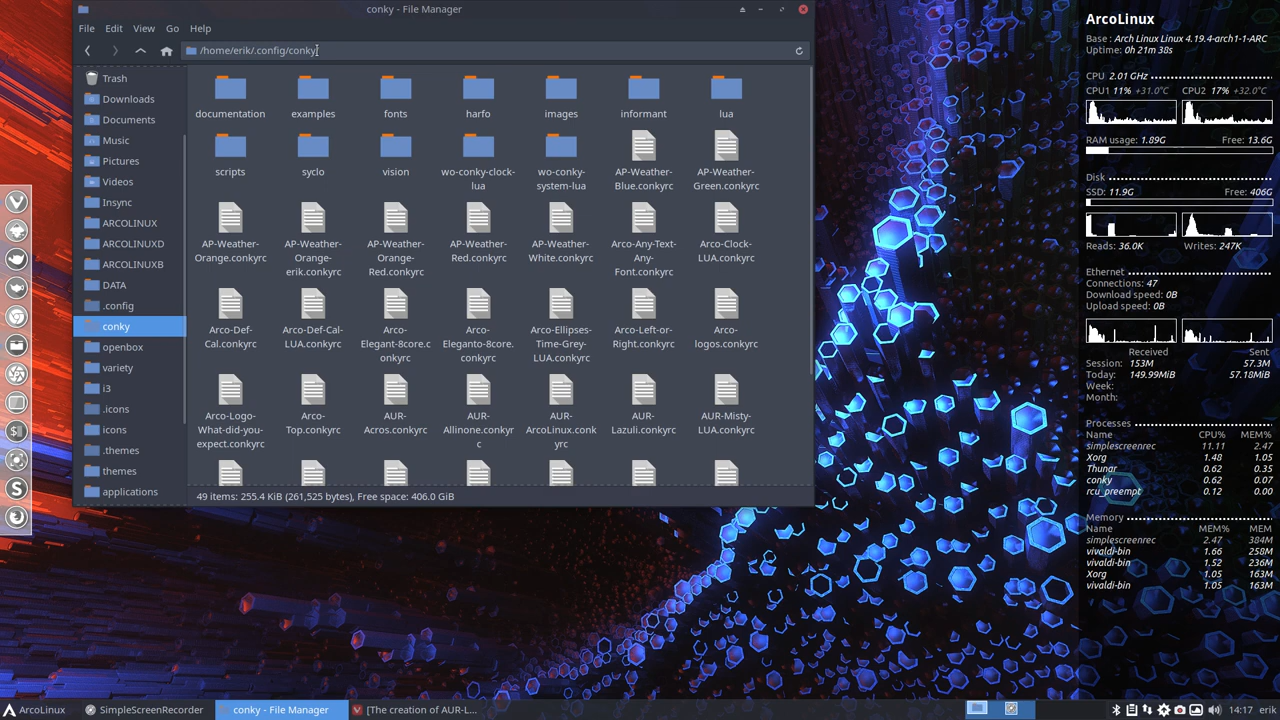 conky - File Manager
File Edit View Go Help
/home/erik/.config/conky
Trash
Downloads
Documents
Music
Pictures
Videos
Insync
ARCOLINUX
ARCOLINUXD
ARCOLINUXB
DATA
.config
conky
openbox
variety
i3
.icons
icons
.themes
themes
applications
documentation examples fonts harfo images informant lua
scripts syclo vision wo-conky-clock- wo-conky- AP-Weather- AP-Weather-
lua system-lua Blue.conkyrc Green.conkyrc
AP-Weather- AP-Weather- AP-Weather- AP-Weather- AP-Weather- Arco-Any-Text- Arco-Clock-
Orange.conkyrc Orange- Orange- Red.conkyrc White.conkyrc Any- LUA.conkyrc
erik.conkyrc Red.conkyrc Font.conkyrc
Arco-Def- Arco-Def-Cal- Arco- Arco- Arco-Ellipses- Arco-Left-or- Arco-
Cal.conkyrc LUA.conkyrc Elegant-8core.c Eleganto-8core. Time-Grey- Right.conkyrc logos.conkyrc
onkyrc conkyrc LUA.conkyrc
Arco-Logo- Arco- AUR- AUR- AUR- AUR- AUR-Misty-
What-did-you- Top.conkyrc Acros.conkyrc Allinone.conkyr ArcoLinux.conk Lazuli.conkyrc LUA.conkyrc
expect.conkyrc c yrc
49 items: 255.4 KiB (261,525 bytes), Free space: 406.0 GiB
ArcoLinux
Base : Arch Linux Linux 4.19.4-arch1-1-ARC
Uptime: 0h 21m 38s
CPU 2.01 GHz
CPU1 11% +31.0°C CPU2 17% +32.0°C
RAM usage: 1.89G Free: 13.6G
Disk
SSD: 11.9G Free: 406G
Reads: 36.0K Writes: 247K
Ethernet
Connections: 47
Download speed: 0B
Upload speed: 0B
Received Sent
Session: 153M 57.3M
Today: 149.99MiB 57.18MiB
Week:
Month:
Processes
Name CPU% MEM%
simplescreenrec 11.11 2.47
Xorg 1.48 1.05
Thunar 0.62 0.35
conky 0.62 0.07
rcu_preempt 0.12 0.00
Memory
Name MEM% MEM
simplescreenrec 2.47 384M
vivaldi-bin 1.66 258M
vivaldi-bin 1.52 236M
Xorg 1.05 163M
vivaldi-bin 1.05 163M
ArcoLinux SimpleScreenRecorder conky - File Manager [The creation of AUR-L... 14:17 erik